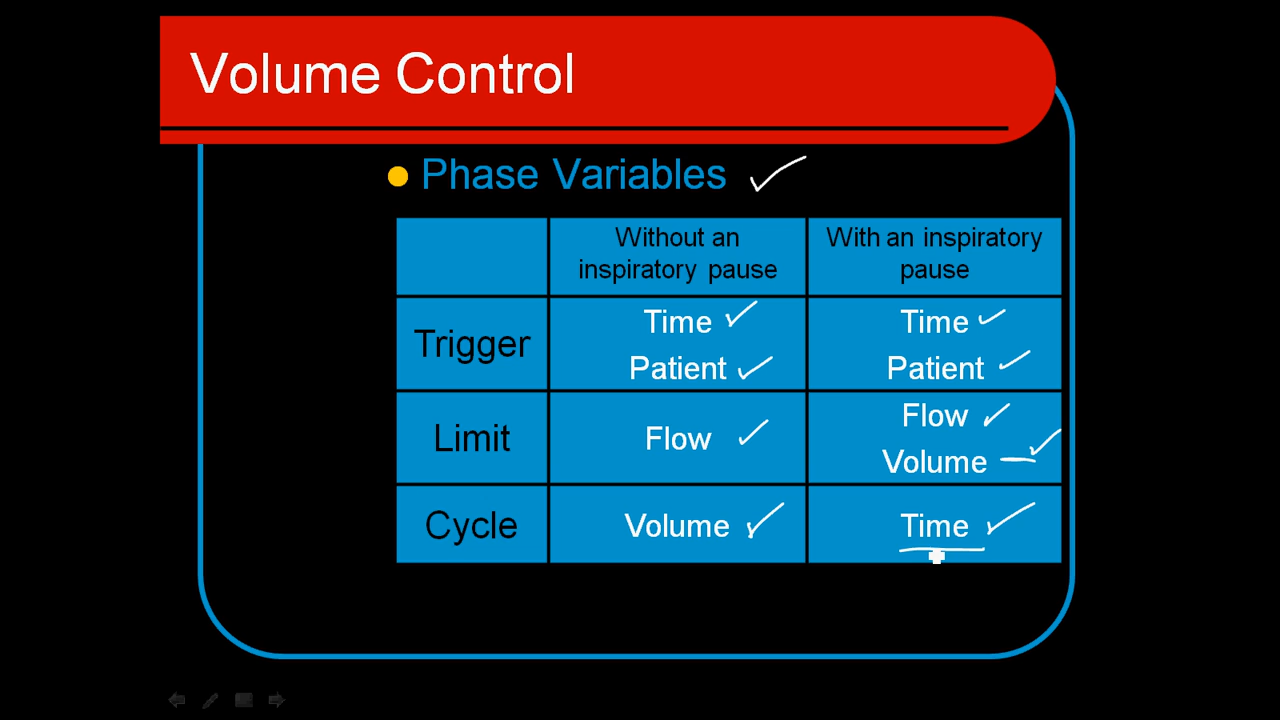 Volume Control
Phase Variables
Without an
inspiratory pause
With an inspiratory
pause
Trigger
Time
Patient
Time
Patient
Limit
Flow
Flow
Volume
Cycle
Volume
Time